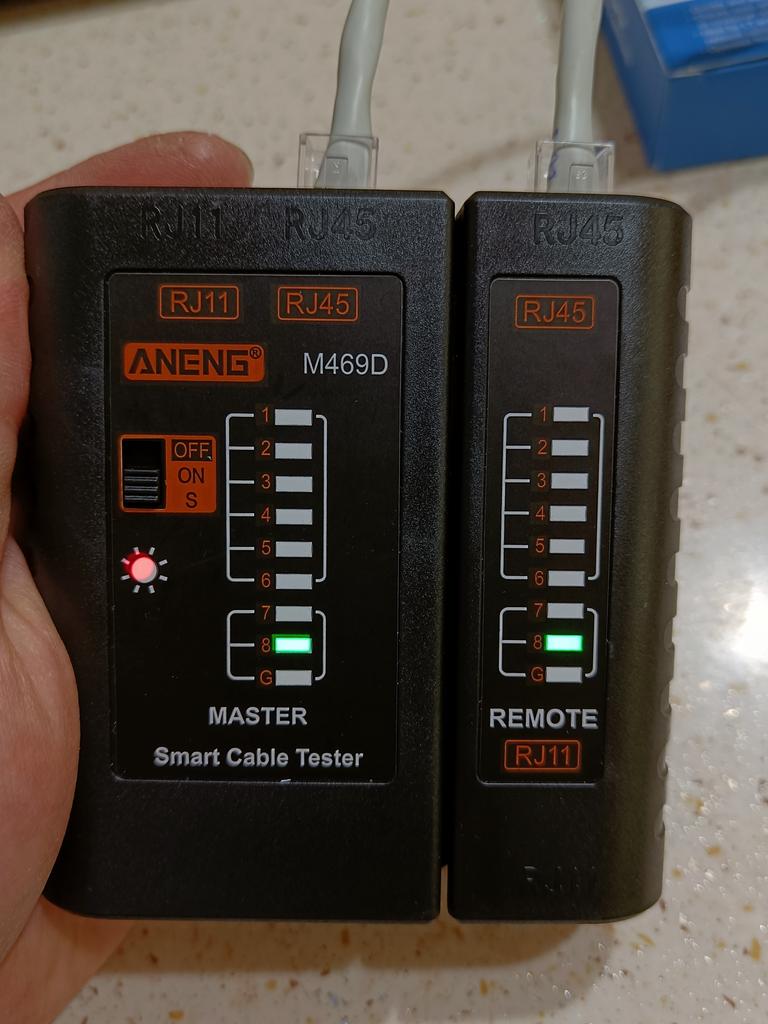 RJ11 RJ45
RJ45
RJ11 RJ45
RJ45
ANENG® M469D
OFF
ON
S
1
2
3
4
5
6
7
8
G
1
2
3
4
5
6
7
8
G
MASTER
Smart Cable Tester
REMOTE
RJ11
RJ11